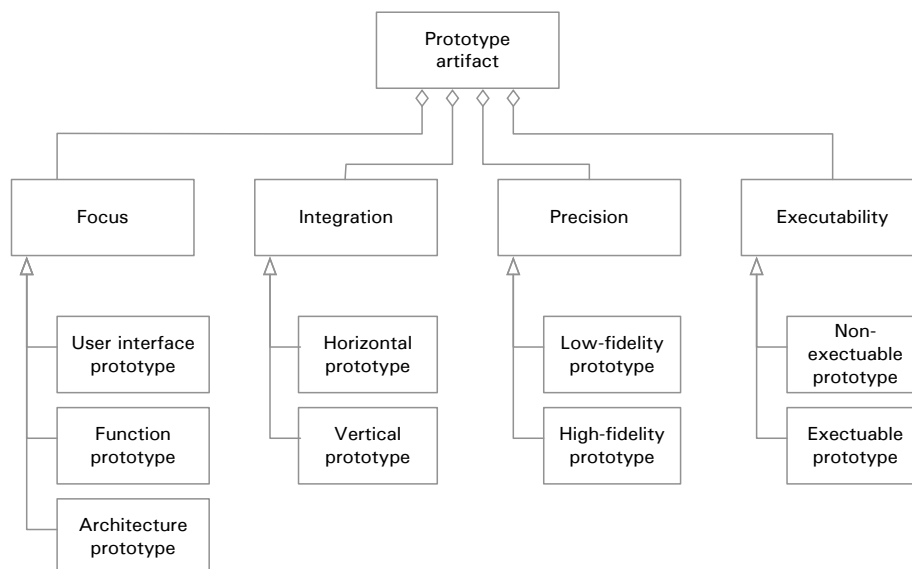 Prototype
artifact
Focus
Integration
Precision
Executability
User interface
prototype
Function
prototype
Architecture
prototype
Horizontal
prototype
Vertical
prototype
Low-fidelity
prototype
High-fidelity
prototype
Non-
exectuable
prototype
Exectuable
prototype